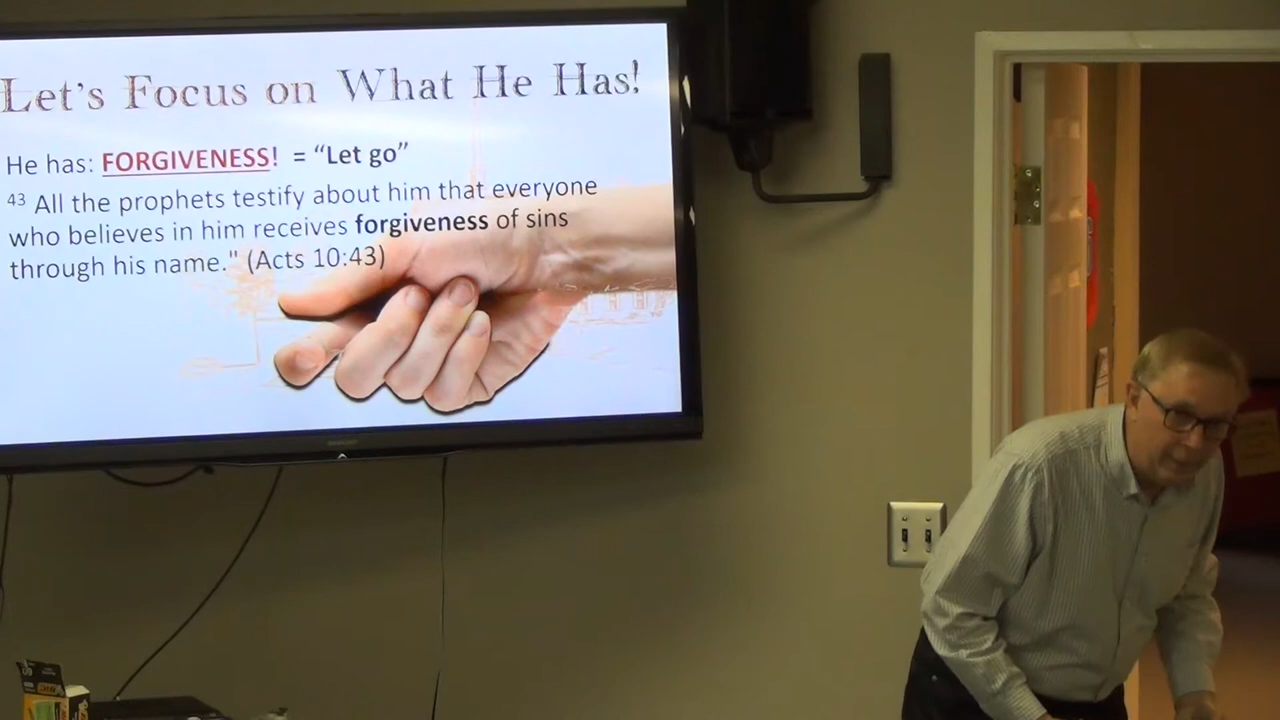 Let's Focus on What He Has!
He has: FORGIVENESS! = “Let go”
43 All the prophets testify about him that everyone
who believes in him receives forgiveness of sins
through his name." (Acts 10:43)